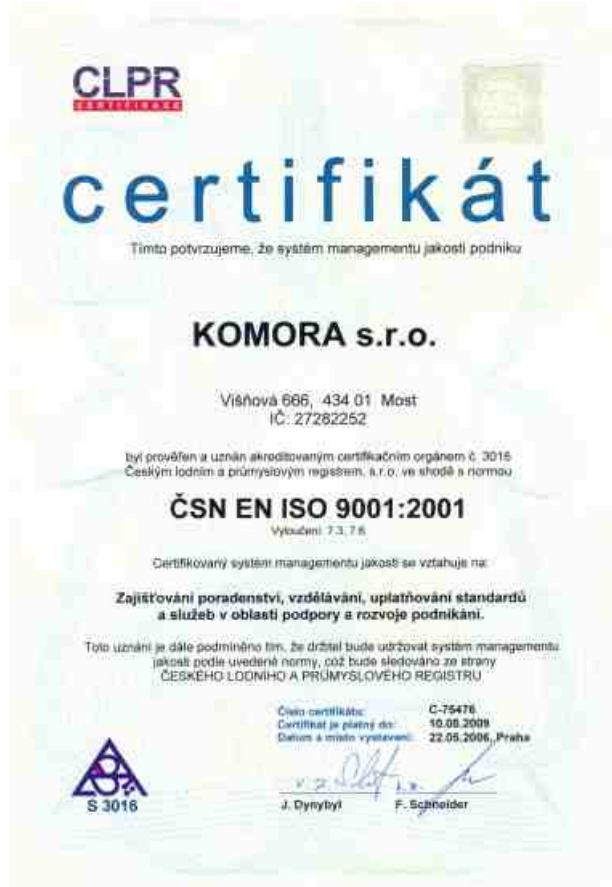 CLPR
CERTIFIKACE
certifikát
Tímto potvrzujeme, že systém managementu jakosti podniku
KOMORA s.r.o.
Višňová 666, 434 01 Most
IČ: 27282252
byl prověřen a uznán akreditovaným certifikačním orgánem č. 3016
Českým lodním a průmyslovým registrem, s.r.o. ve shodě s normou
ČSN EN ISO 9001:2001
Vyloučení: 7.3, 7.6
Certifikovaný systém managementu jakosti se vztahuje na:
Zajišťování poradenství, vzdělávání, uplatňování standardů
a služeb v oblasti podpory a rozvoje podnikání.
Toto uznání je dále podmíněno tím, že držitel bude udržovat systém managementu
jakosti podle uvedené normy, což bude sledováno ze strany
ČESKÉHO LODNÍHO A PRŮMYSLOVÉHO REGISTRU
Číslo certifikátu: C-75476
Certifikát je platný do: 10.08.2009
Datum a místo vystavení: 22.05.2006, Praha
J. Dynybyl F. Schneider
S 3016